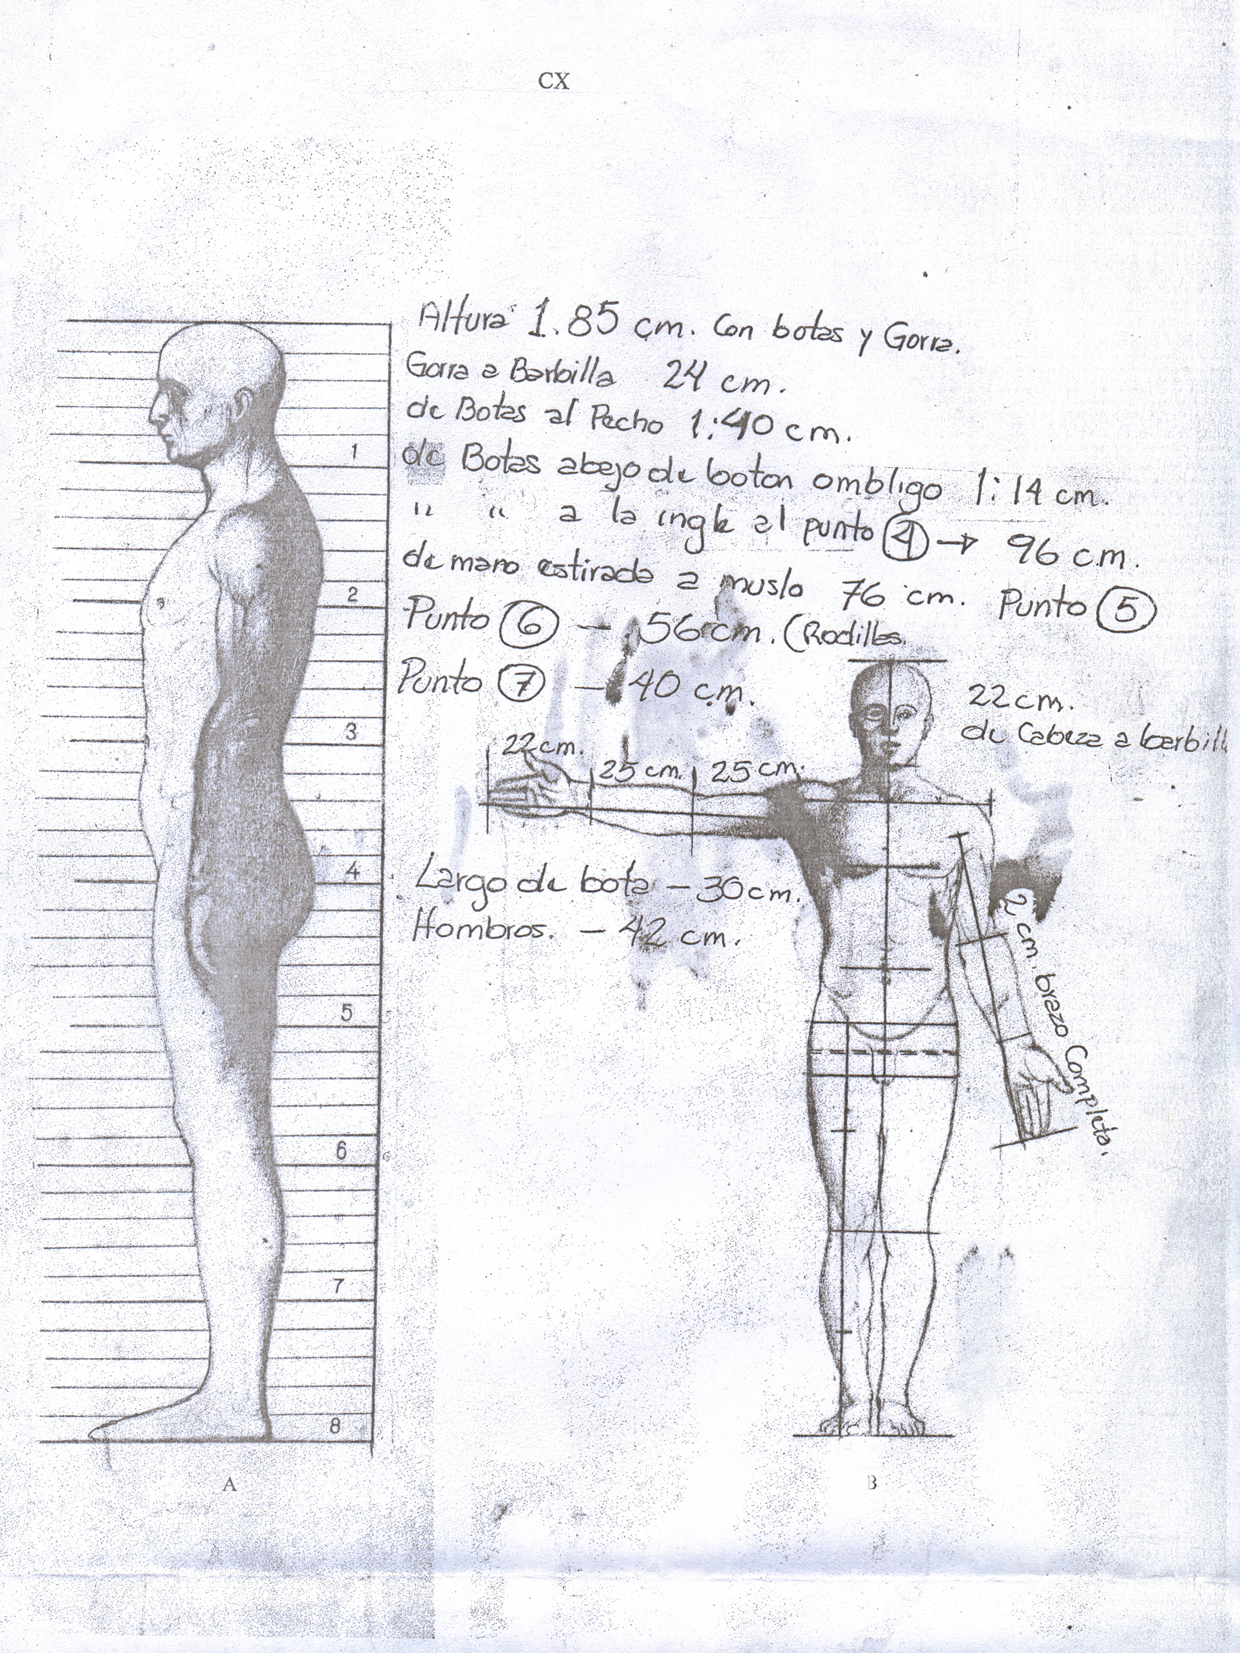 CX
Altura 1.85 cm. Con botas y Gorra.
Gorra a Barbilla 24 cm.
de Botas al Pecho 1:40 cm.
de Botas abajo de boton ombligo 1:14 cm.
" " a la ingle al punto 4 → 96 cm.
de mano estirada a muslo 76 cm. Punto 5
Punto 6 — 56 cm. (Rodillas.
Punto 7 — 40 cm.
22 cm.
de Cabeza a barbill
22 cm.
25 cm.
25 cm.
Largo de bota — 30 cm.
Hombros. — 42 cm.
cm. brazo Completo.
1
2
3
4
5
6
7
8
A
B